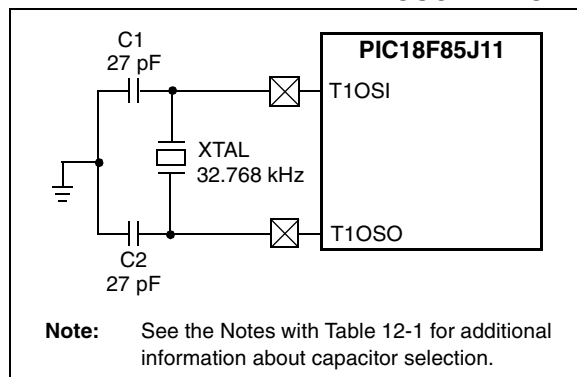 C1
27 pF
PIC18F85J11
T1OSI
XTAL
32.768 kHz
T1OSO
C2
27 pF
Note: See the Notes with Table 12-1 for additional
information about capacitor selection.